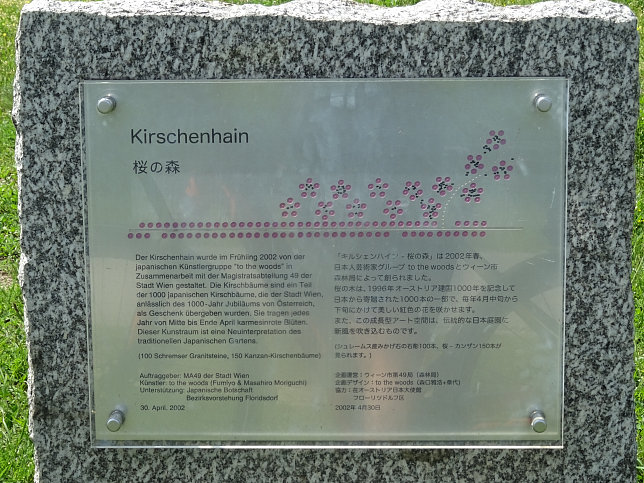 Kirschenhain
桜の森
Der Kirschenhain wurde im Frühling 2002 von der
japanischen Künstlergruppe "to the woods" in
Zusammenarbeit mit der Magistratsabteilung 49 der
Stadt Wien gestaltet. Die Kirschbäume sind ein Teil
der 1000 japanischen Kirschbäume, die der Stadt Wien,
anlässlich des 1000-Jahr Jubiläums von Österreich,
als Geschenk übergeben wurden. Sie tragen jedes
Jahr von Mitte bis Ende April karmesinrote Blüten.
Dieser Kunstraum ist eine Neuinterpretation des
traditionellen Japanischen Gartens.
(100 Schremser Granitsteine, 150 Kanzan-Kirschenbäume)
Auftraggeber: MA49 der Stadt Wien
Künstler: to the woods (Fumiyo & Masahiro Moriguchi)
Unterstützung: Japanische Botschaft
Bezirksvorstehung Floridsdorf
30. April. 2002
「キルシェンハイン - 桜の森」は2002年春、
日本人芸術家グループ to the woodsとウィーン市
森林局によって創られました。
桜の木は、1996年オーストリア建国1000年を記念して
日本から寄贈された1000本の一部で、毎年4月中旬から
下旬にかけて美しい紅色の花を咲かせます。
また、この成長型アート空間は、伝統的な日本庭園に
新風を吹き込むものです。
(シュレームス産みかげ石の石彫100本、桜 - カンザン150本が
見られます。)
企画運営：ウィーン市第49局（森林局）
企画デザイン：to the woods（森口雅浩+幸代）
協力：在オーストリア日本大使館
フローリツドルフ区
2002年 4月30日